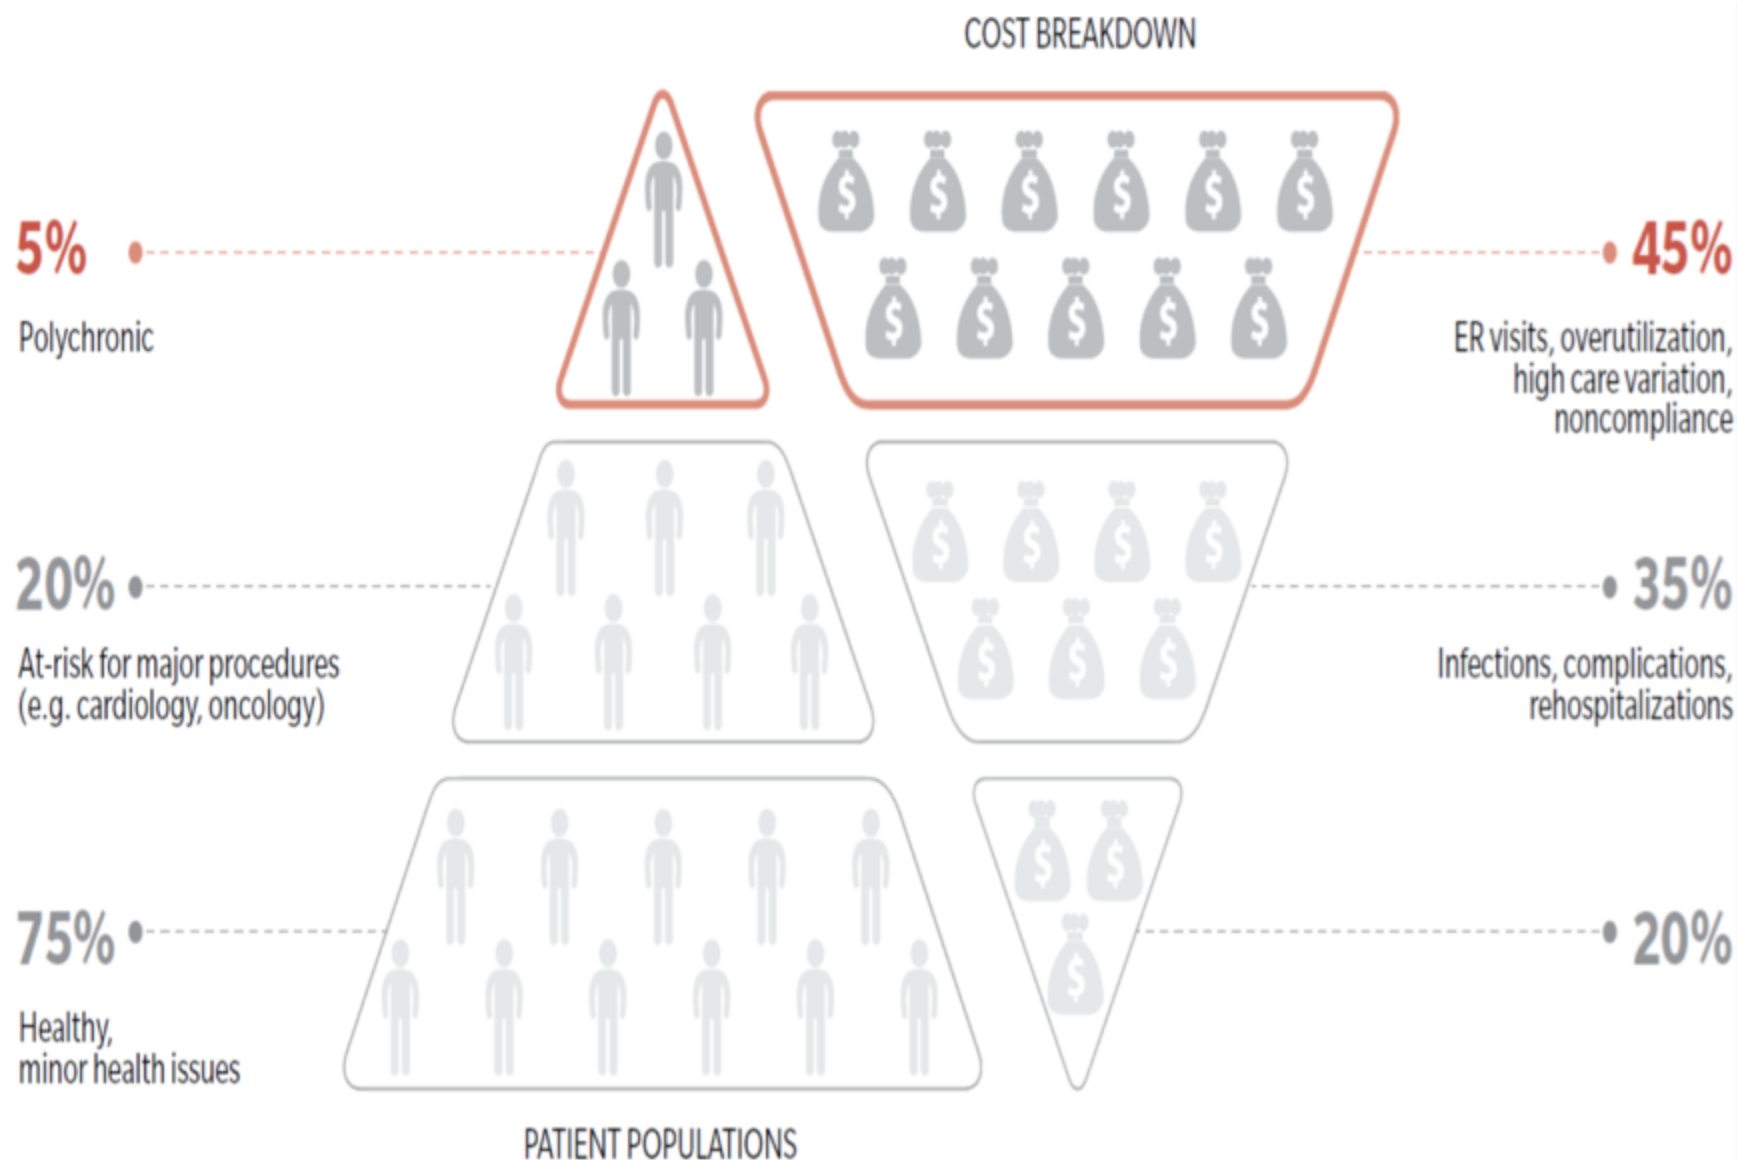 COST BREAKDOWN
5%
Polychronic
45%
ER visits, overutilization,
high care variation,
noncompliance
20%
At-risk for major procedures
(e.g. cardiology, oncology)
35%
Infections, complications,
rehospitalizations
75%
Healthy,
minor health issues
20%
PATIENT POPULATIONS